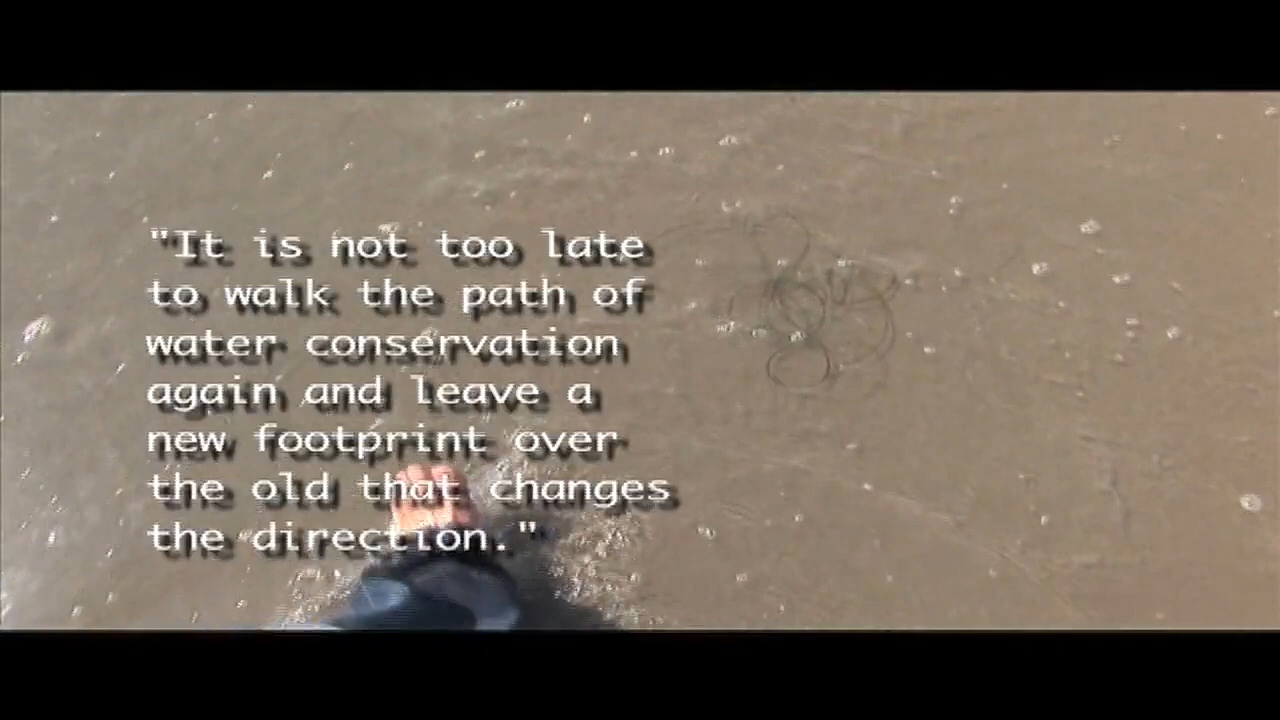 "It is not too late
to walk the path of
water conservation
again and leave a
new footprint over
the old that changes
the direction."